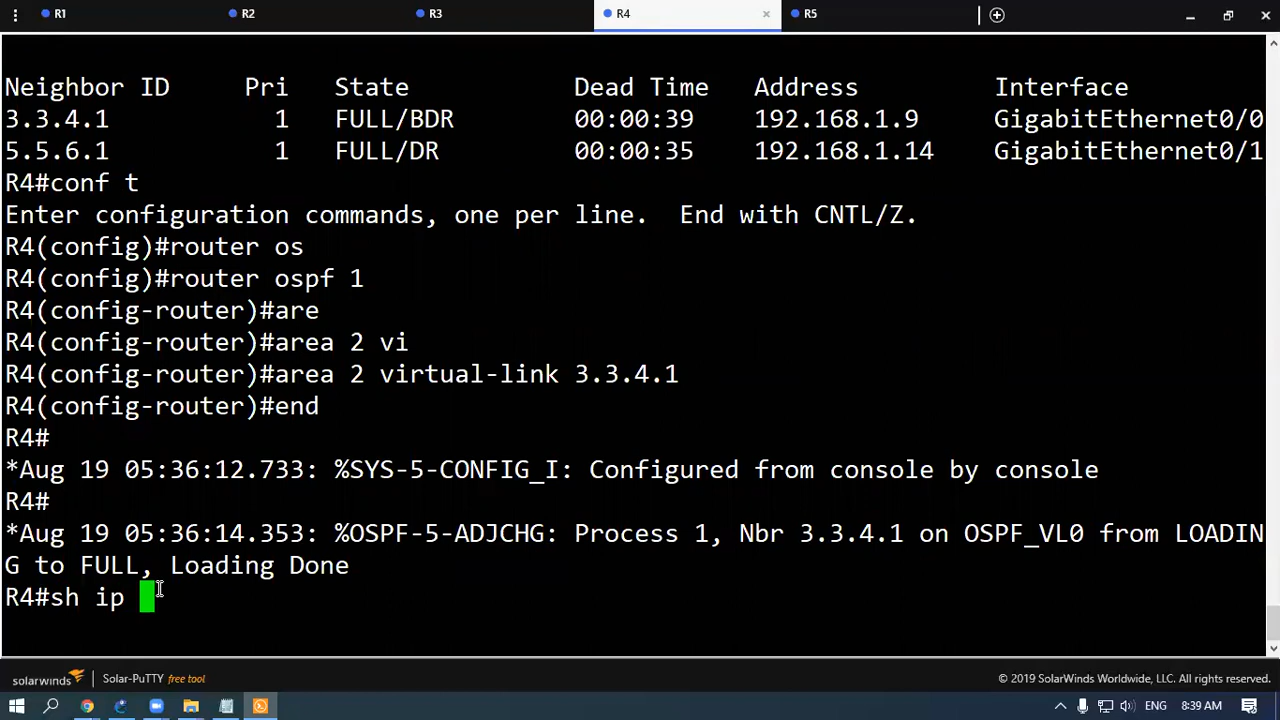 R1 R2 R3 R4 × R5
Neighbor ID Pri State Dead Time Address Interface
3.3.4.1 1 FULL/BDR 00:00:39 192.168.1.9 GigabitEthernet0/0
5.5.6.1 1 FULL/DR 00:00:35 192.168.1.14 GigabitEthernet0/1
R4#conf t
Enter configuration commands, one per line. End with CNTL/Z.
R4(config)#router os
R4(config)#router ospf 1
R4(config-router)#are
R4(config-router)#area 2 vi
R4(config-router)#area 2 virtual-link 3.3.4.1
R4(config-router)#end
R4#
*Aug 19 05:36:12.733: %SYS-5-CONFIG_I: Configured from console by console
R4#
*Aug 19 05:36:14.353: %OSPF-5-ADJCHG: Process 1, Nbr 3.3.4.1 on OSPF_VL0 from LOADIN
G to FULL, Loading Done
R4#sh ip
solarwinds | Solar-PuTTY free tool © 2019 SolarWinds Worldwide, LLC. All rights reserved.
ENG 8:39 AM